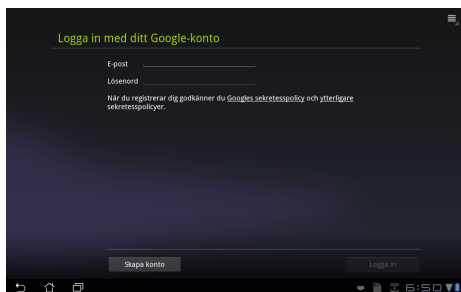 Logga in med ditt Google-konto
E-post
Lösenord
När du registrerar dig godkänner du Googles sekretesspolicy och ytterligare
sekretesspolicyer.
Skapa konto
Logga in
6:50